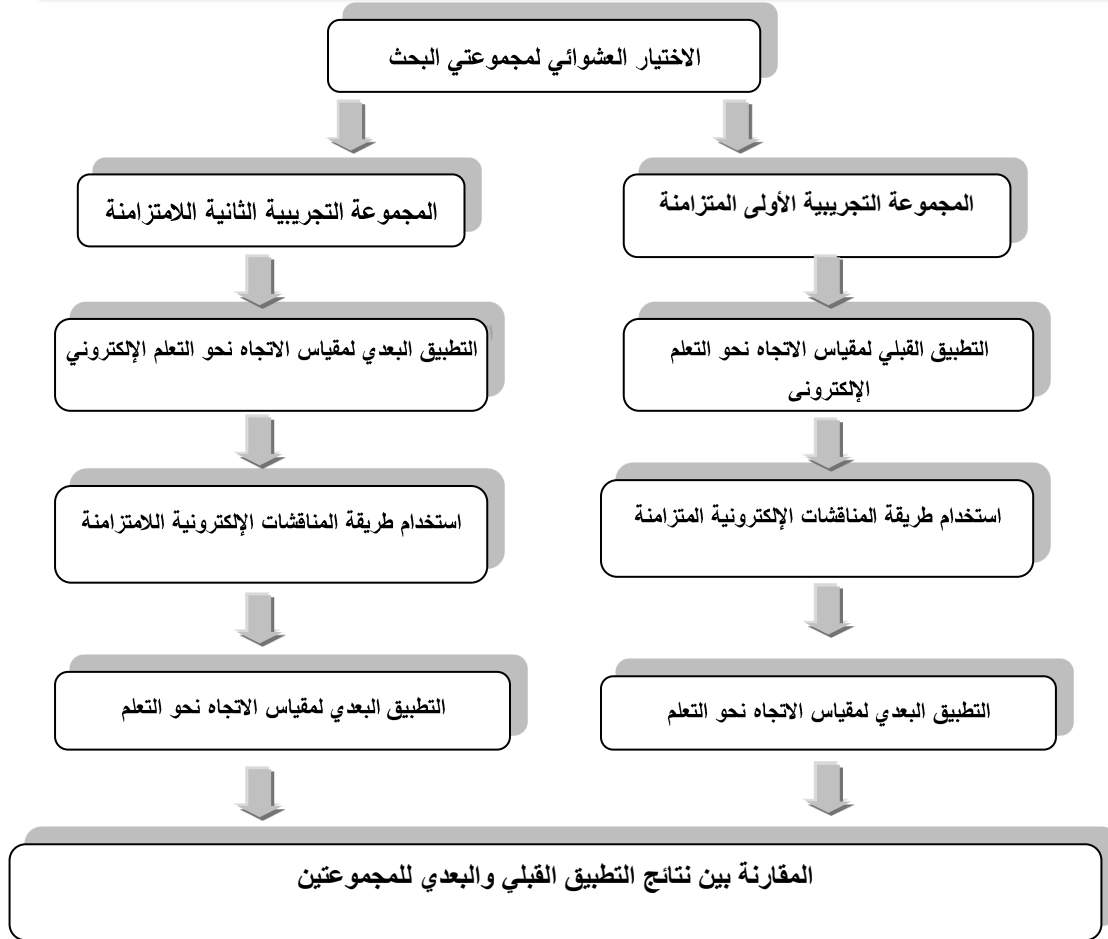 الاختيار العشوائي لمجموعتي البحث
المجموعة التجريبية الأولى المتزامنة
المجموعة التجريبية الثانية اللامتزامنة
التطبيق القبلي لمقياس الاتجاه نحو التعلم
الإلكترونى
التطبيق البعدي لمقياس الاتجاه نحو التعلم الإلكتروني
استخدام طريقة المناقشات الإلكترونية المتزامنة
استخدام طريقة المناقشات الإلكترونية اللامتزامنة
التطبيق البعدي لمقياس الاتجاه نحو التعلم
التطبيق البعدي لمقياس الاتجاه نحو التعلم
المقارنة بين نتائج التطبيق القبلي والبعدي للمجموعتين